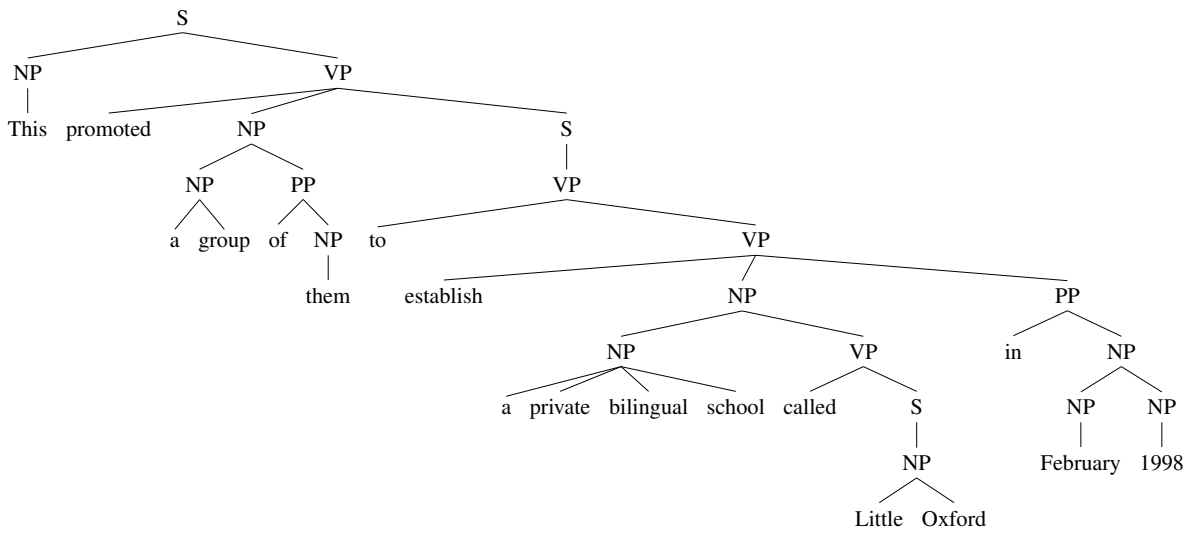 S
NP VP
This promoted NP S
NP PP VP
a group of NP to VP
them establish NP PP
NP VP in NP
a private bilingual school called S NP NP
NP February 1998
Little Oxford